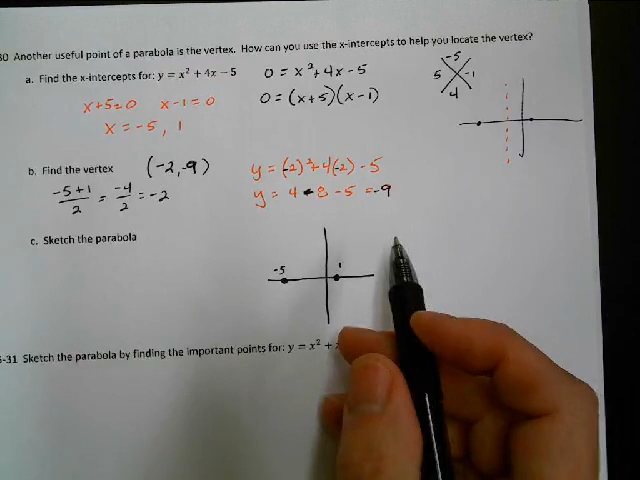 30 Another useful point of a parabola is the vertex. How can you use the x-intercepts to help you locate the vertex?
a. Find the x-intercepts for: y = x² + 4x − 5
0 = x² + 4x − 5
0 = (x+5)(x−1)
x+5=0 x−1=0
x = −5, 1
−5
5 −1
4
b. Find the vertex (−2, −9)
−5+1/2 = −4/2 = −2
y = (−2)² + 4(−2) − 5
y = 4 − 8 − 5 = −9
c. Sketch the parabola
−5 1
-31 Sketch the parabola by finding the important points for: y = x² +